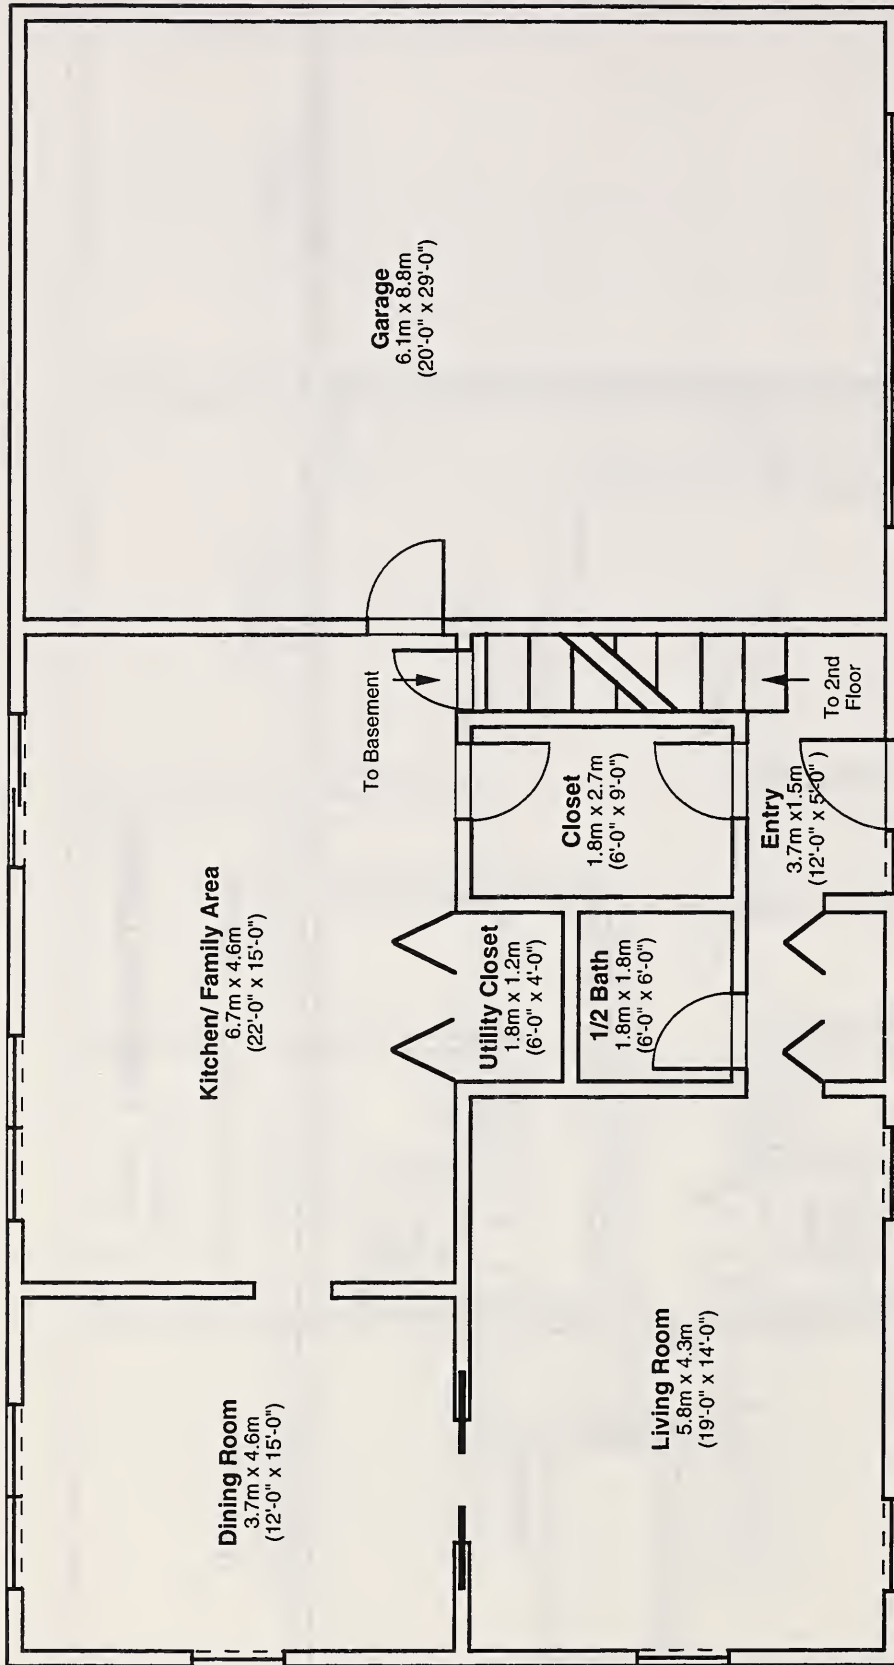 Dining Room
3.7m x 4.6m
(12'-0" x 15'-0")
Kitchen/ Family Area
6.7m x 4.6m
(22'-0" x 15'-0")
Garage
6.1m x 8.8m
(20'-0" x 29'-0")
To Basement
Utility Closet
1.8m x 1.2m
(6'-0" x 4'-0")
Closet
1.8m x 2.7m
(6'-0" x 9'-0")
1/2 Bath
1.8m x 1.8m
(6'-0" x 6'-0")
Living Room
5.8m x 4.3m
(19'-0" x 14'-0")
Entry
3.7m x1.5m
(12'-0" x 5'-0" )
To 2nd
Floor